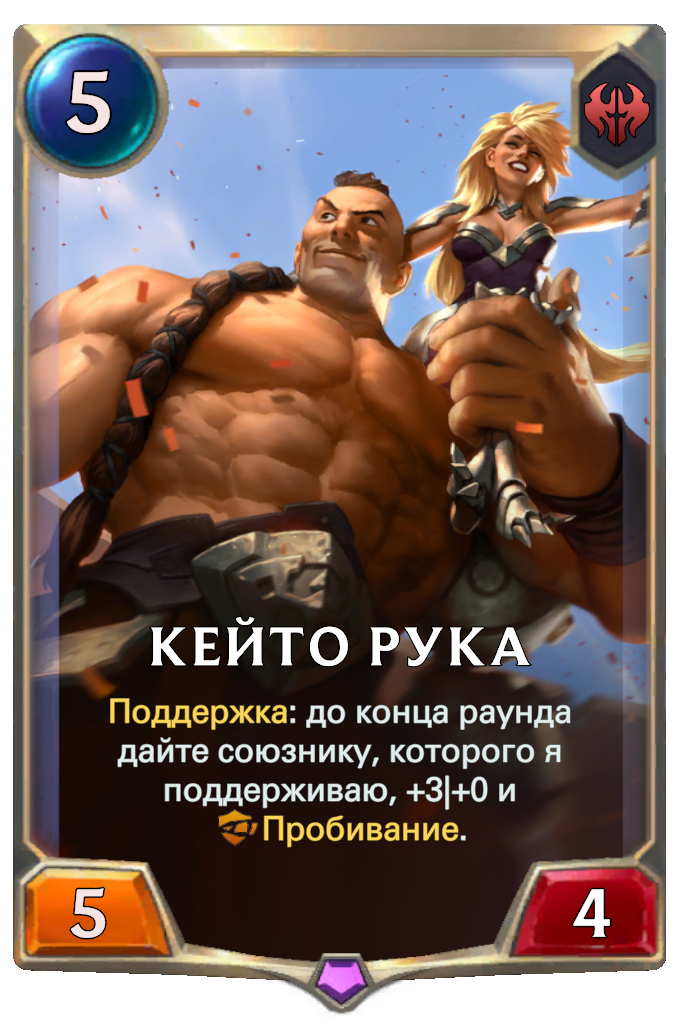 5
КЕЙТО РУКА
Поддержка: до конца раунда
дайте союзнику, которого я
поддерживаю, +3|+0 и
Пробивание.
5
4